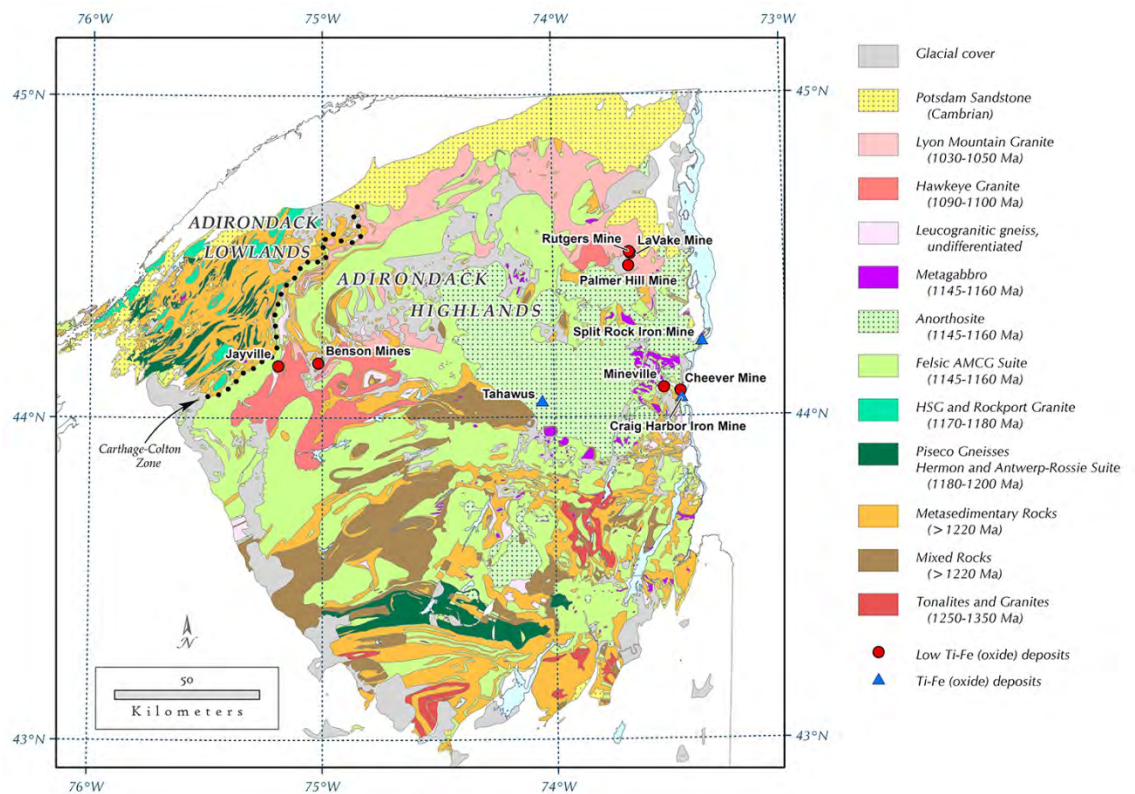 76°W
75°W
74°W
73°W
45°N
45°N
ADIRONDACK
LOWLANDS
ADIRONDACK
HIGHLANDS
Rutgers Mine
LaVake Mine
Palmer Hill Mine
Split Rock Iron Mine
Jayville
Benson Mines
Mineville
Cheever Mine
Tahawus
Craig Harbor Iron Mine
44°N
44°N
Carthage-Colton
Zone
N
50
Kilometers
43°N
43°N
76°W
75°W
74°W
73°W
Glacial cover
Potsdam Sandstone
(Cambrian)
Lyon Mountain Granite
(1030-1050 Ma)
Hawkeye Granite
(1090-1100 Ma)
Leucogranitic gneiss,
undifferentiated
Metagabbro
(1145-1160 Ma)
Anorthosite
(1145-1160 Ma)
Felsic AMCG Suite
(1145-1160 Ma)
HSG and Rockport Granite
(1170-1180 Ma)
Piseco Gneisses
Hermon and Antwerp-Rossie Suite
(1180-1200 Ma)
Metasedimentary Rocks
(>1220 Ma)
Mixed Rocks
(>1220 Ma)
Tonalites and Granites
(1250-1350 Ma)
Low Ti-Fe (oxide) deposits
Ti-Fe (oxide) deposits